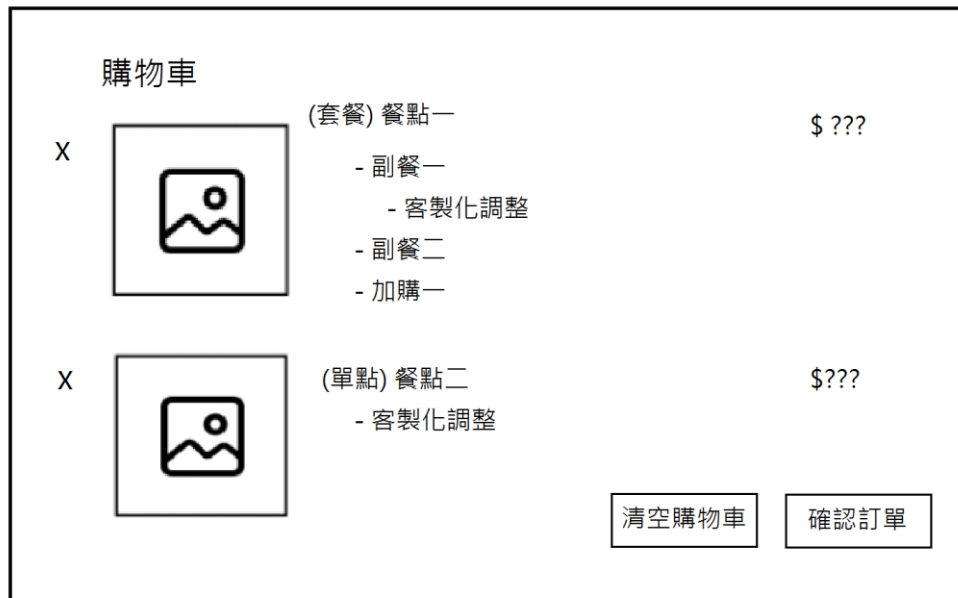 購物車
X
(套餐) 餐點一
$ ???
- 副餐一
- 客製化調整
- 副餐二
- 加購一
X
(單點) 餐點二
$???
- 客製化調整
清空購物車
確認訂單